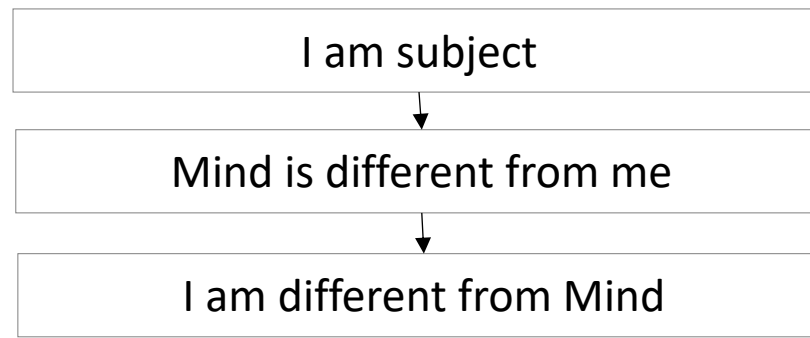 I am subject
Mind is different from me
I am different from Mind